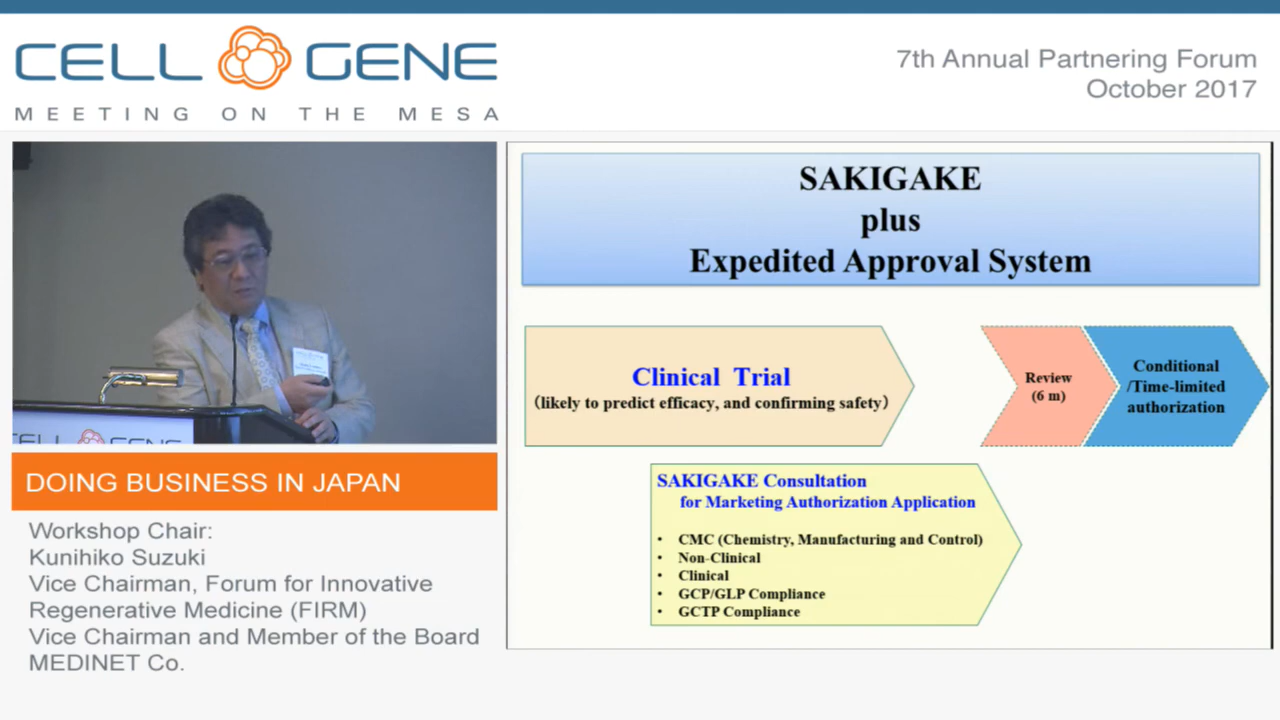 CELL GENE
MEETING ON THE MESA
7th Annual Partnering Forum
October 2017
SAKIGAKE
plus
Expedited Approval System
Clinical Trial
(likely to predict efficacy, and confirming safety)
Review
(6 m)
Conditional
/Time-limited
authorization
SAKIGAKE Consultation
for Marketing Authorization Application
• CMC (Chemistry, Manufacturing and Control)
• Non-Clinical
• Clinical
• GCP/GLP Compliance
• GCTP Compliance
DOING BUSINESS IN JAPAN
Workshop Chair:
Kunihiko Suzuki
Vice Chairman, Forum for Innovative
Regenerative Medicine (FIRM)
Vice Chairman and Member of the Board
MEDINET Co.